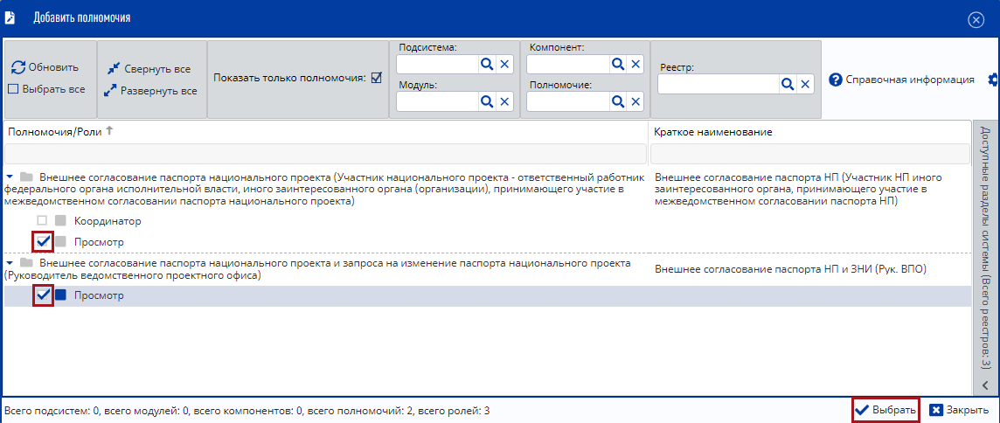 Добавить полномочия
Обновить
Выбрать все
Свернуть все
Развернуть все
Показать только полномочия:
Подсистема:
Модуль:
Компонент:
Полномочие:
Реестр:
Справочная информация
Полномочия/Роли
Краткое наименование
Внешнее согласование паспорта национального проекта (Участник национального проекта - ответственный работник
федерального органа исполнительной власти, иного заинтересованного органа (организации), принимающего участие в
межведомственном согласовании паспорта национального проекта)
Внешнее согласование паспорта НП (Участник НП иного
заинтересованного органа, принимающего участие в
межведомственном согласовании паспорта НП)
Координатор
Просмотр
Внешнее согласование паспорта национального проекта и запроса на изменение паспорта национального проекта
(Руководитель ведомственного проектного офиса)
Внешнее согласование паспорта НП и ЗНИ (Рук. ВПО)
Просмотр
Доступные разделы системы (Всего реестров: 3)
Всего подсистем: 0, всего модулей: 0, всего компонентов: 0, всего полномочий: 2, всего ролей: 3
Выбрать
Закрыть